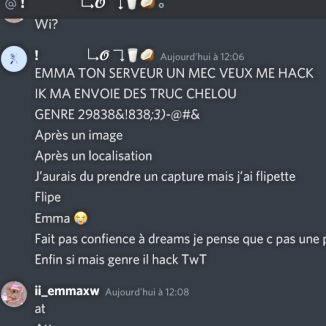 @ !
Wi?
! Aujourd'hui à 12:06
EMMA TON SERVEUR UN MEC VEUX ME HACK
IK MA ENVOIE DES TRUC CHELOU
GENRE 29838&!838;3)-@#&
Après un image
Après un localisation
J'aurais du prendre un capture mais j'ai flipette
Flipe
Emma 😭
Fait pas confience à dreams je pense que c pas une
Enfin si mais genre il hack TwT
ii_emmaxw Aujourd'hui à 12:08
at